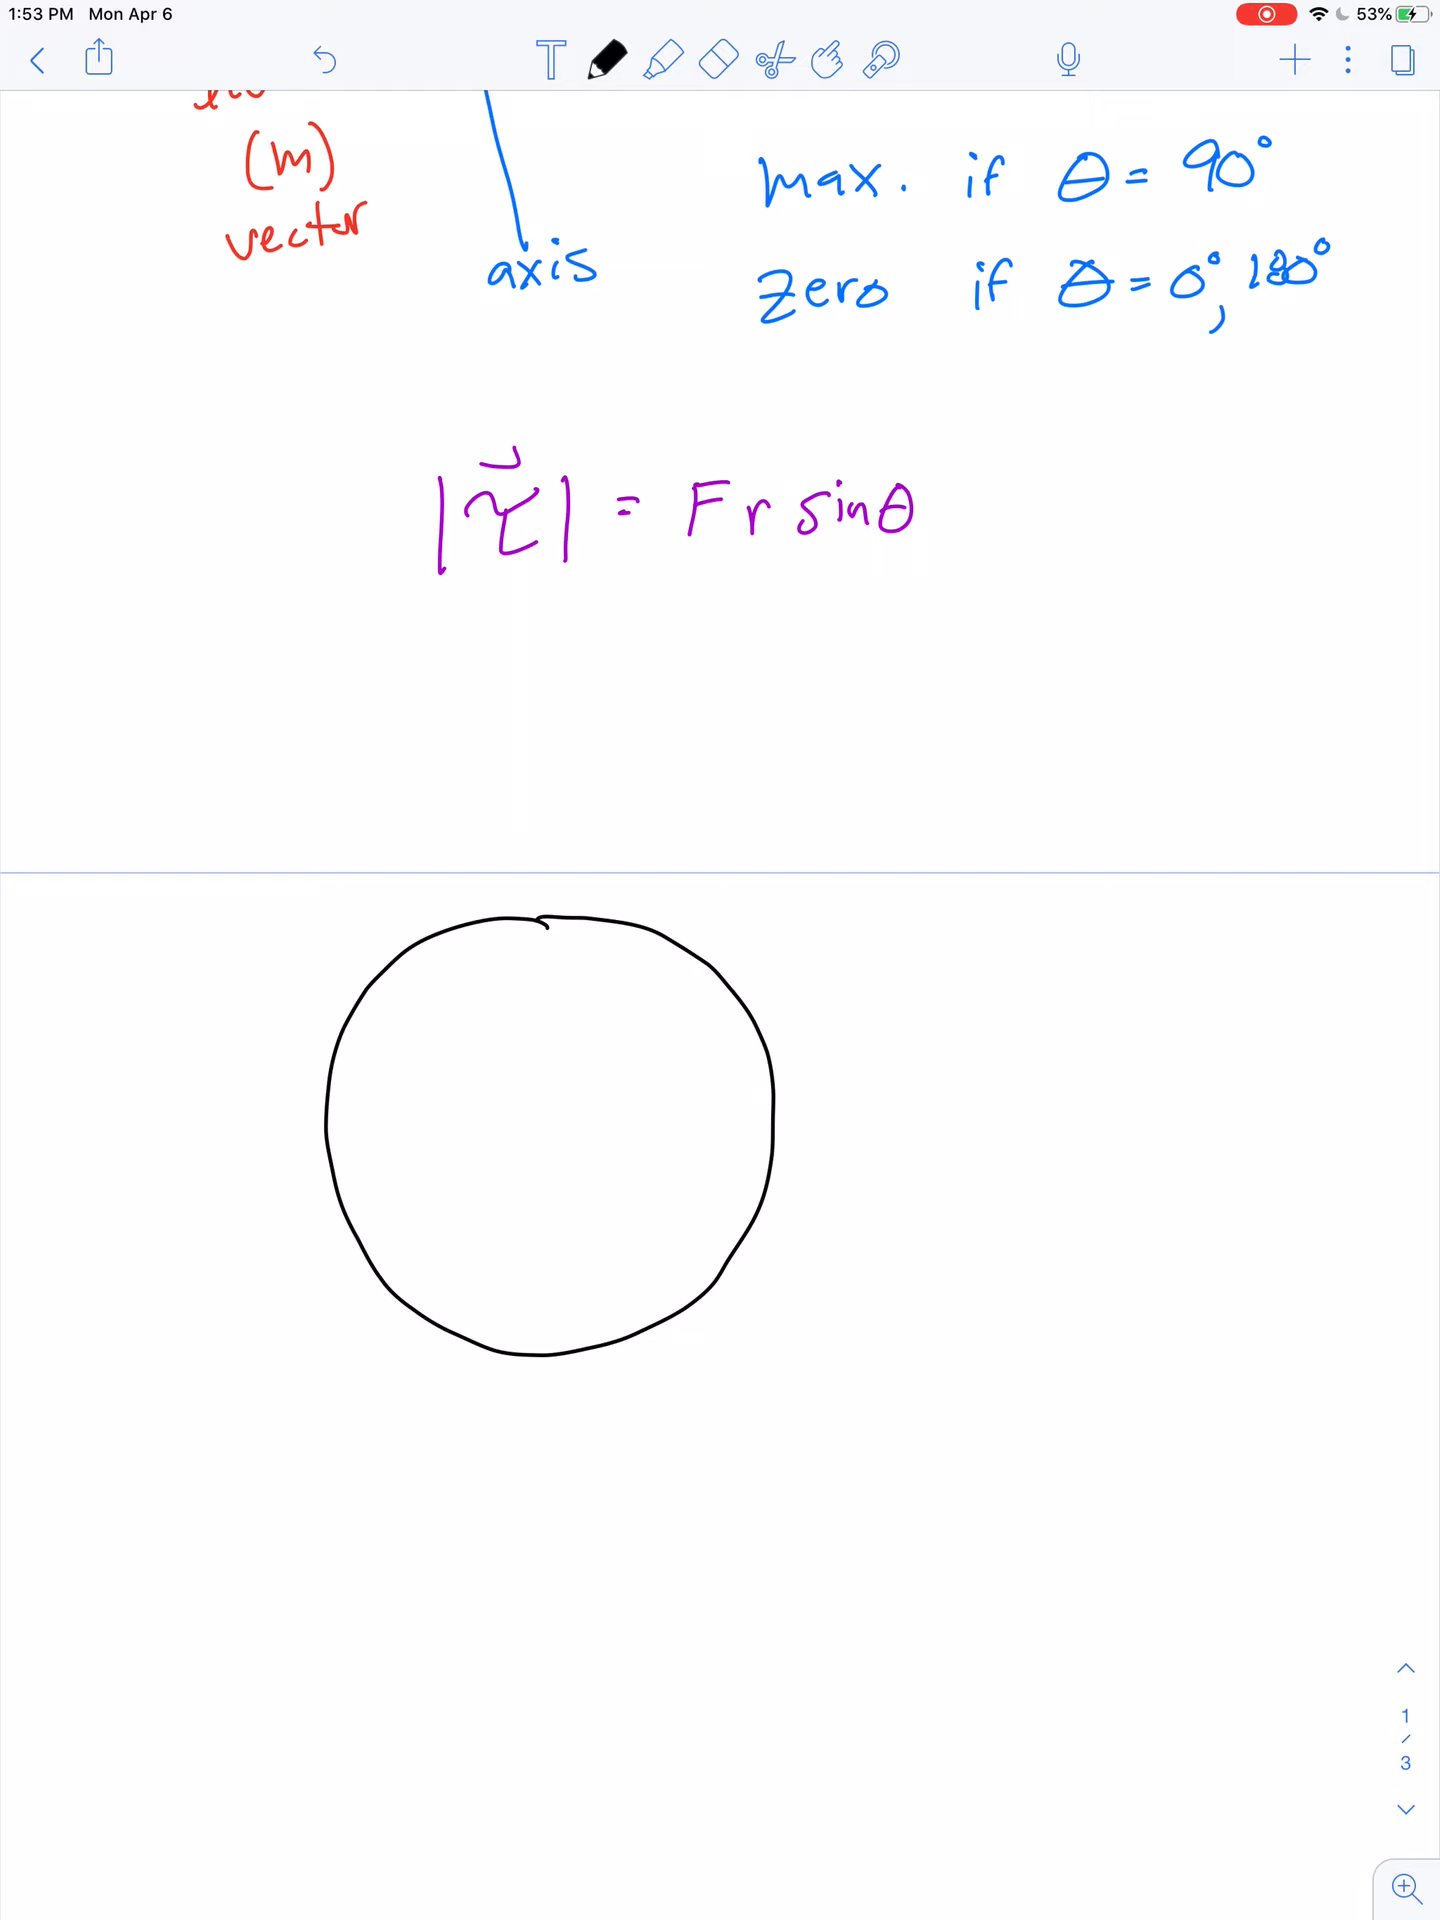 1:53 PM Mon Apr 6
53%
(m)
vector
axis
max. if θ = 90°
zero if θ = 0°, 180°
|τ⃗| = F r sinθ
1
/
3